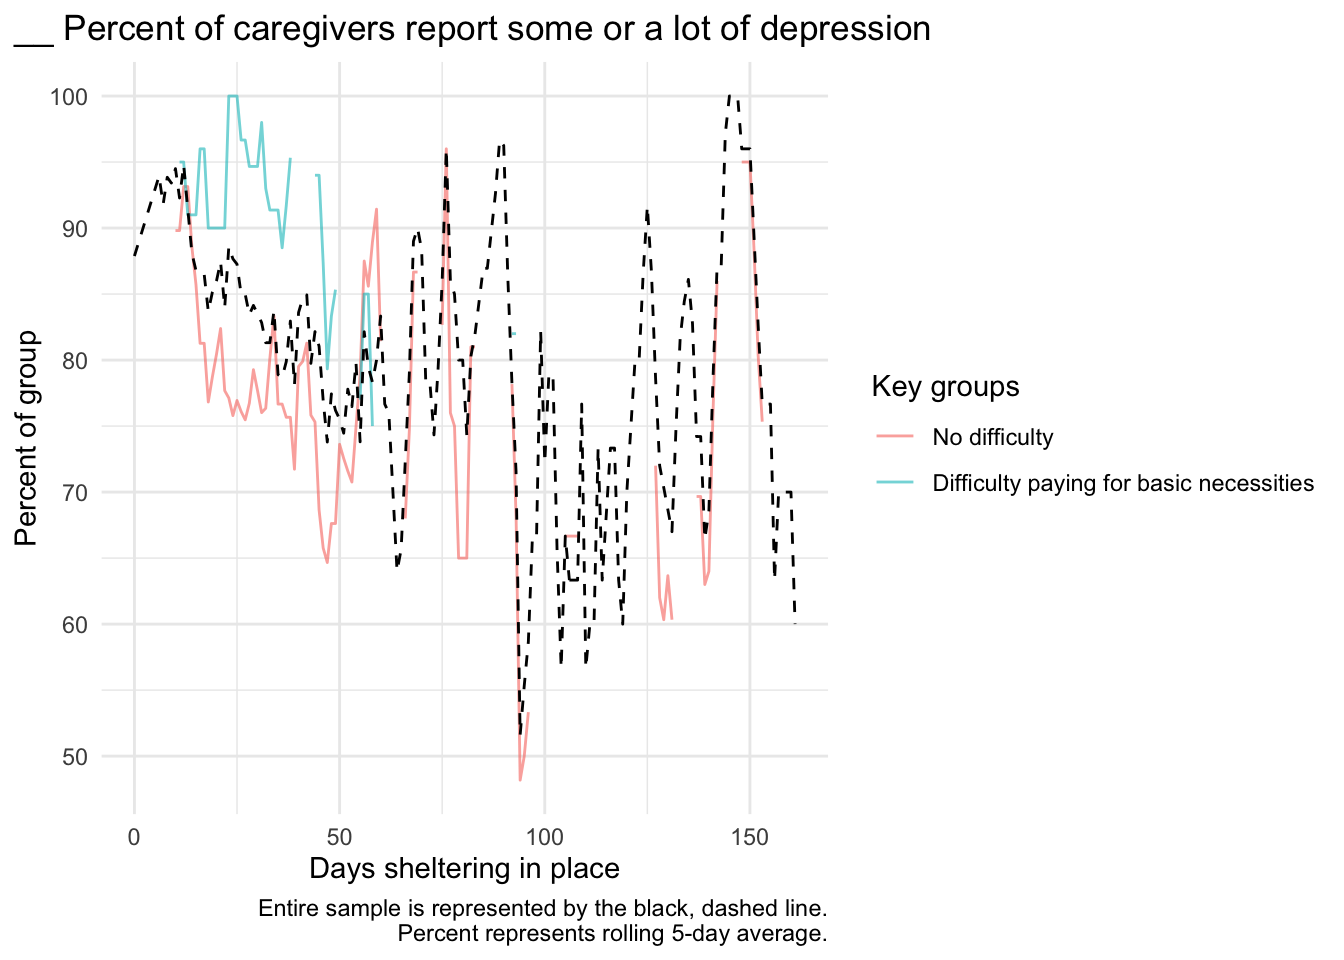 __ Percent of caregivers report some or a lot of depression
Percent of group
100
90
80
70
60
50
0
50
100
150
Days sheltering in place
Key groups
No difficulty
Difficulty paying for basic necessities
Entire sample is represented by the black, dashed line.
Percent represents rolling 5-day average.